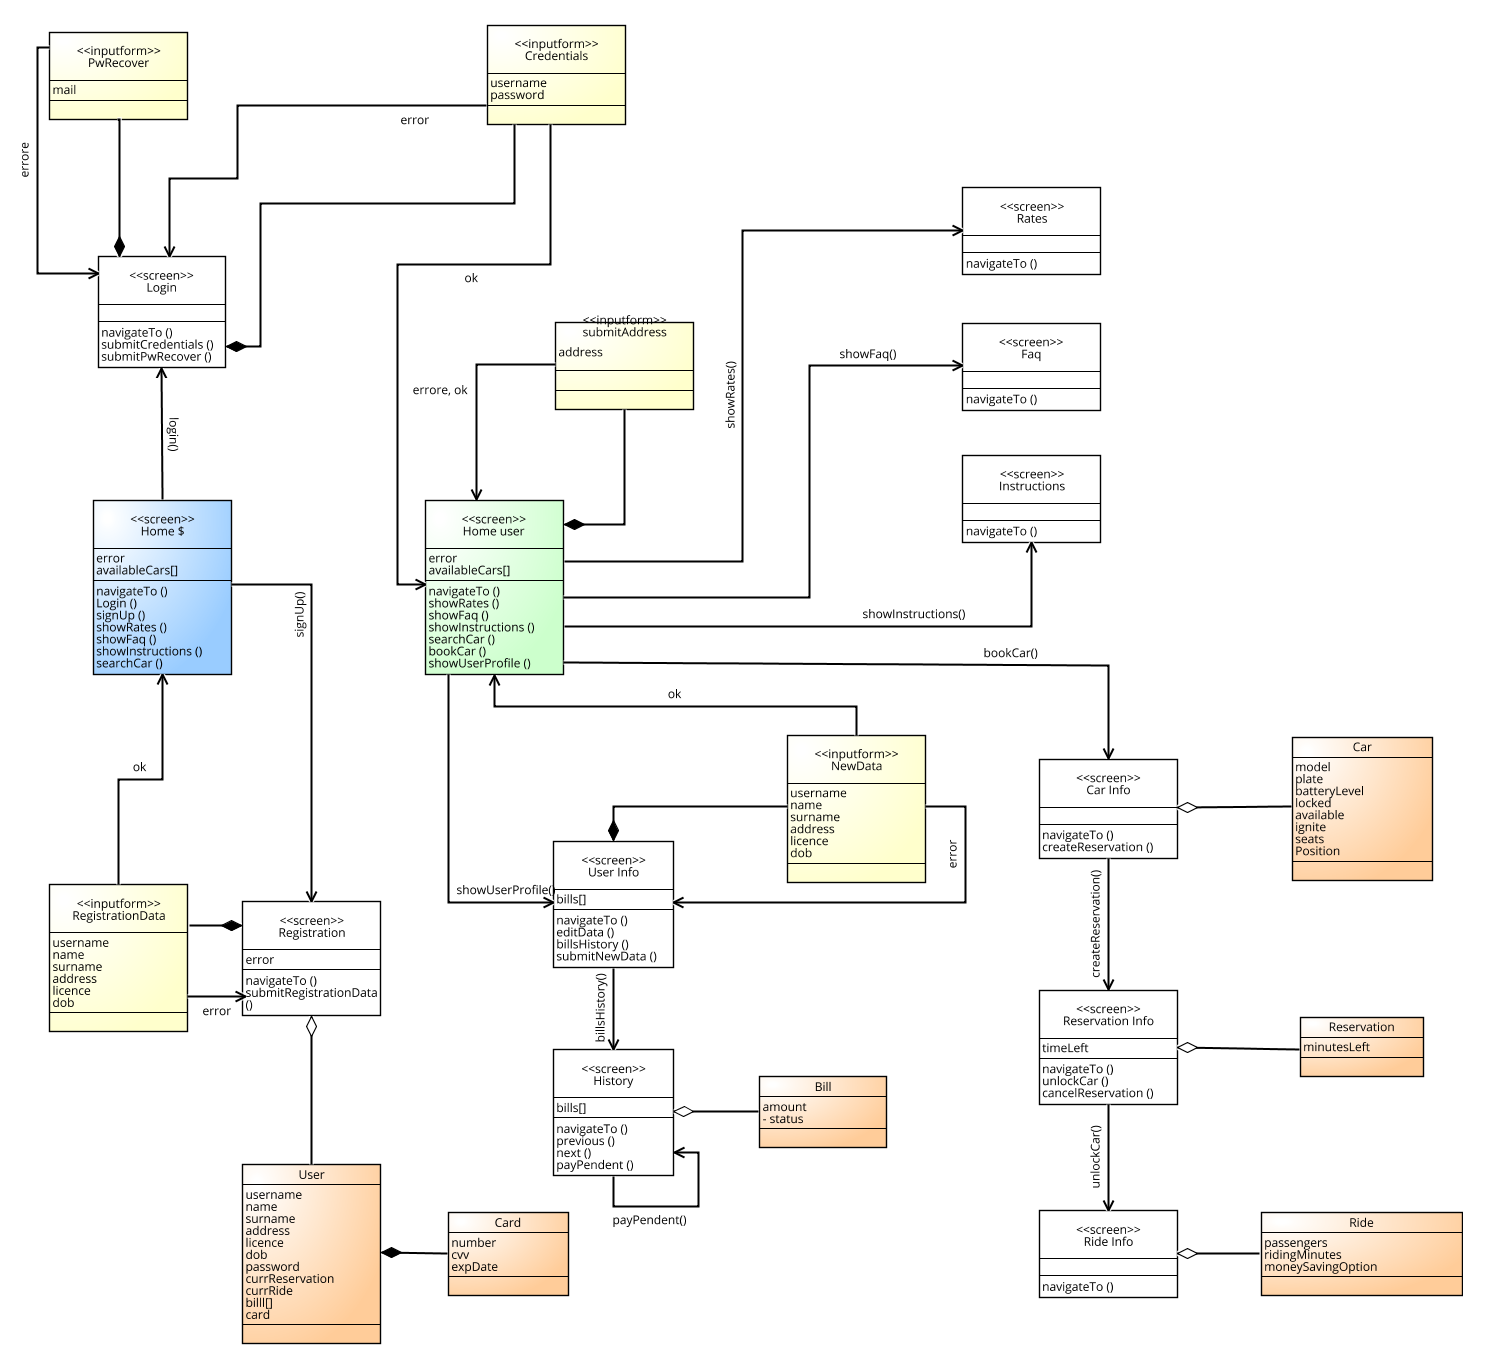 <<inputform>>
PwRecover
mail
errore
<<inputform>>
Credentials
username
password
error
ok
<<screen>>
Login
navigateTo ()
submitCredentials ()
submitPwRecover ()
login()
<<inputform>>
submitAddress
address
errore, ok
<<screen>>
Rates
navigateTo ()
showRates()
<<screen>>
Faq
navigateTo ()
showFaq()
<<screen>>
Instructions
navigateTo ()
showInstructions()
<<screen>>
Home $
error
availableCars[]
navigateTo ()
Login ()
signUp ()
showRates ()
showFaq ()
showInstructions ()
searchCar ()
signUp()
ok
<<screen>>
Home user
error
availableCars[]
navigateTo ()
showRates ()
showFaq ()
showInstructions ()
searchCar ()
bookCar ()
showUserProfile ()
bookCar()
ok
<<inputform>>
NewData
username
name
surname
address
licence
dob
error
<<screen>>
Car Info
navigateTo ()
createReservation ()
Car
model
plate
batteryLevel
locked
available
ignite
seats
Position
createReservation()
<<inputform>>
RegistrationData
username
name
surname
address
licence
dob
error
<<screen>>
Registration
error
navigateTo ()
submitRegistrationData
()
showUserProfile()
<<screen>>
User Info
bills[]
navigateTo ()
editData ()
billsHistory ()
submitNewData ()
billsHistory()
<<screen>>
Reservation Info
timeLeft
navigateTo ()
unlockCar ()
cancelReservation ()
Reservation
minutesLeft
unlockCar()
<<screen>>
History
bills[]
navigateTo ()
previous ()
next ()
payPendent ()
payPendent()
Bill
amount
- status
User
username
name
surname
address
licence
dob
password
currReservation
currRide
billl[]
card
Card
number
cvv
expDate
<<screen>>
Ride Info
navigateTo ()
Ride
passengers
ridingMinutes
moneySavingOption